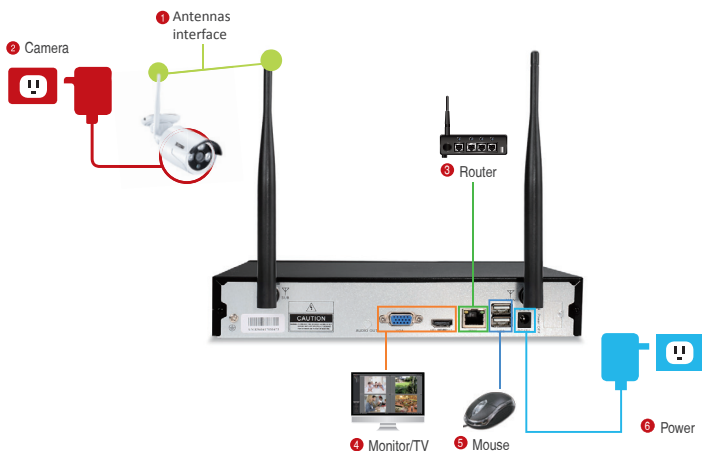 1 Antennas
interface
2 Camera
3 Router
CAUTION
4 Monitor/TV
5 Mouse
6 Power